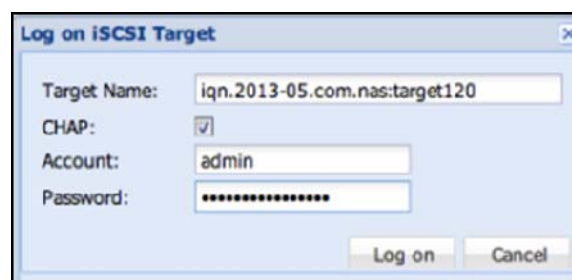 Log on iSCSI Target
Target Name: iqn.2013-05.com.nas:target120
CHAP:
Account: admin
Password: ••••••••••••••••
Log on Cancel